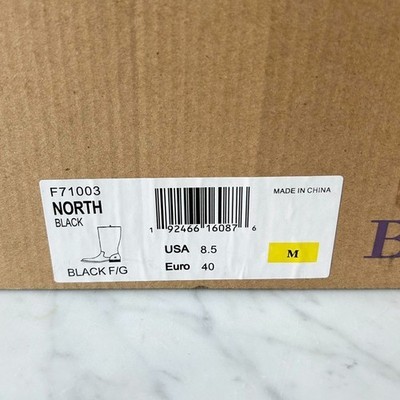 F71003
MADE IN CHINA
NORTH
BLACK
1 92466 16087 6
USA 8.5
Euro 40
M
BLACK F/G
B